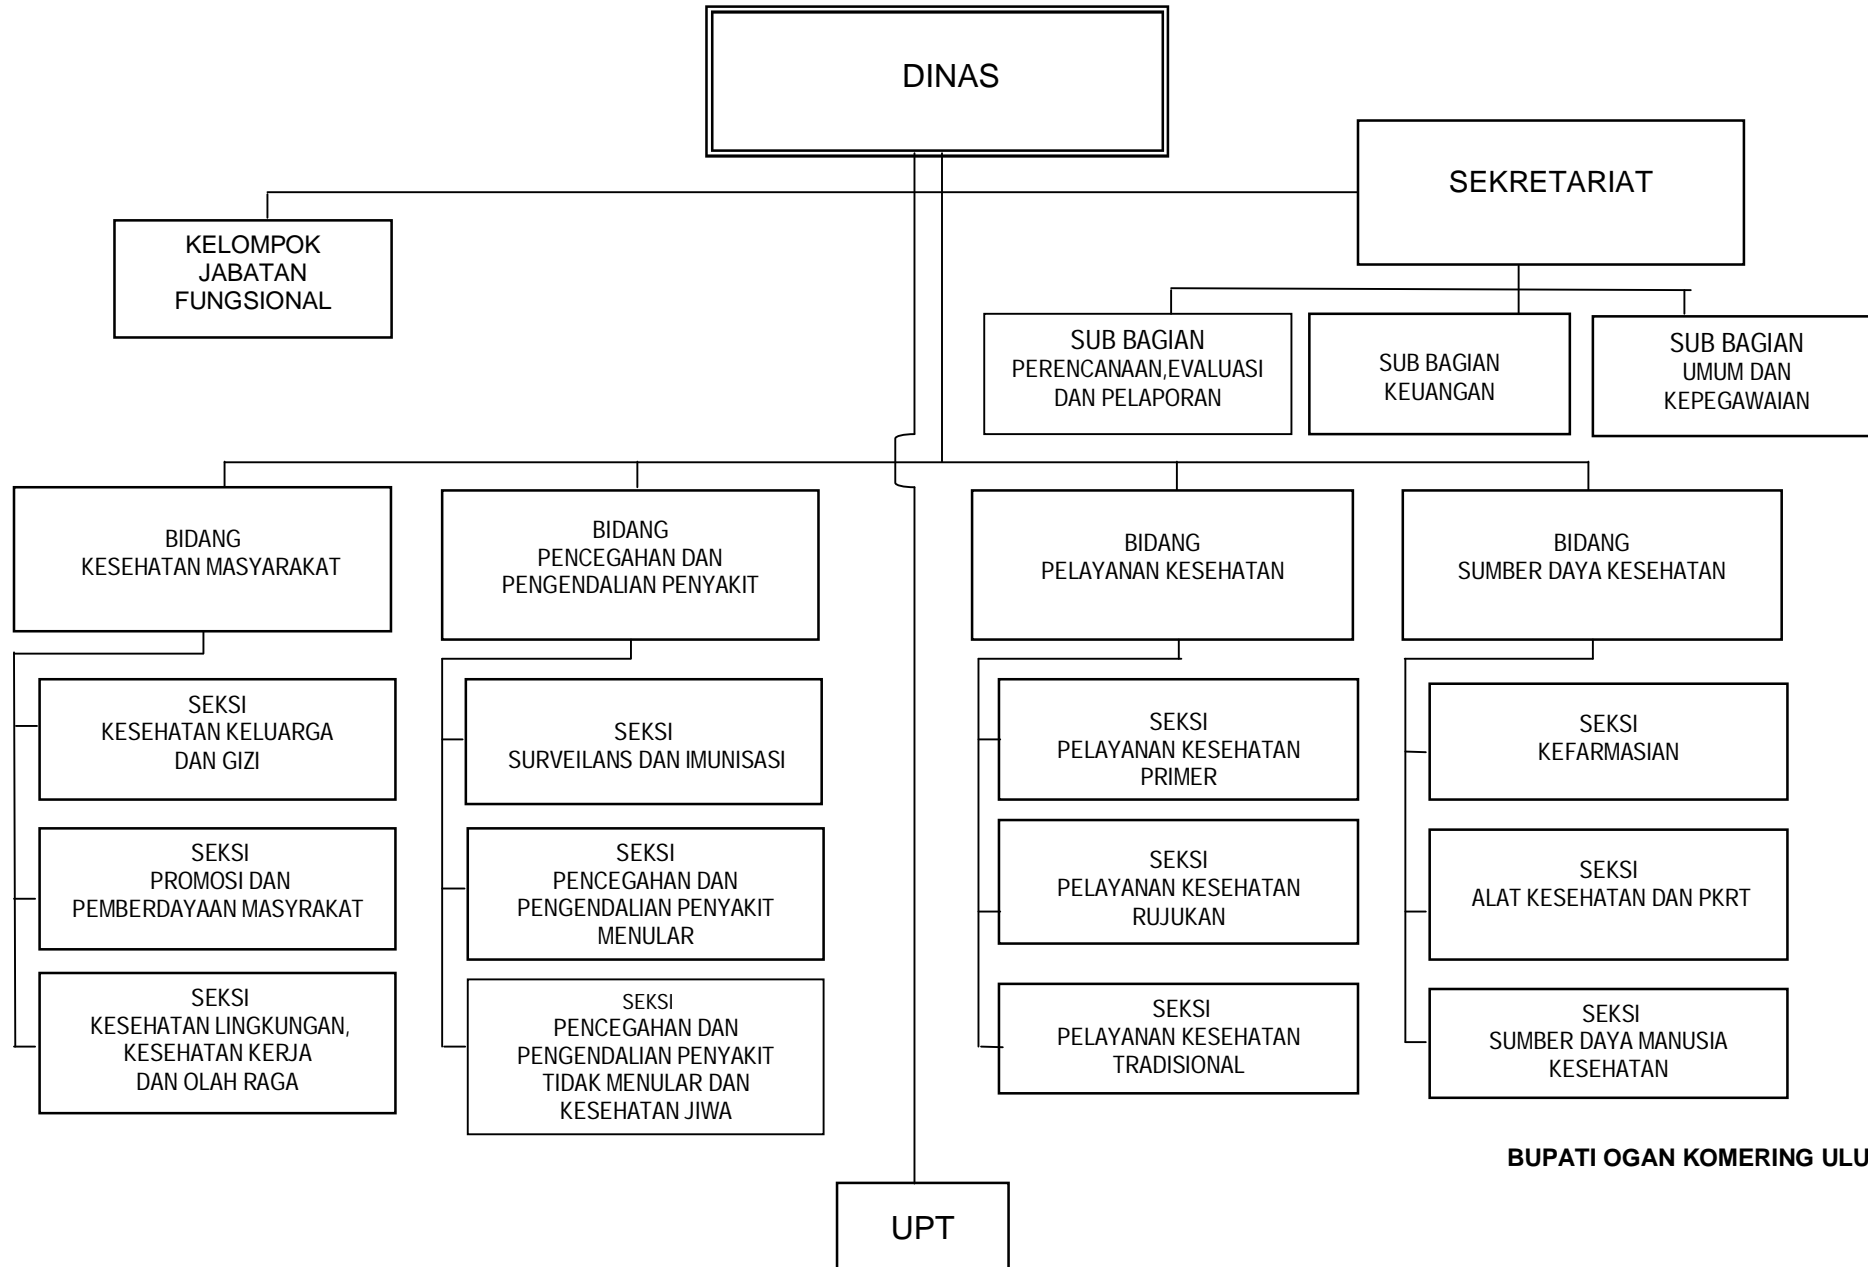 DINAS
SEKRETARIAT
KELOMPOK
JABATAN
FUNGSIONAL
SUB BAGIAN
PERENCANAAN,EVALUASI
DAN PELAPORAN
SUB BAGIAN
KEUANGAN
SUB BAGIAN
UMUM DAN
KEPEGAWAIAN
BIDANG
KESEHATAN MASYARAKAT
BIDANG
PENCEGAHAN DAN
PENGENDALIAN PENYAKIT
BIDANG
PELAYANAN KESEHATAN
BIDANG
SUMBER DAYA KESEHATAN
SEKSI
KESEHATAN KELUARGA
DAN GIZI
SEKSI
PROMOSI DAN
PEMBERDAYAAN MASYRAKAT
SEKSI
KESEHATAN LINGKUNGAN,
KESEHATAN KERJA
DAN OLAH RAGA
SEKSI
SURVEILANS DAN IMUNISASI
SEKSI
PENCEGAHAN DAN
PENGENDALIAN PENYAKIT
MENULAR
SEKSI
PENCEGAHAN DAN
PENGENDALIAN PENYAKIT
TIDAK MENULAR DAN
KESEHATAN JIWA
SEKSI
PELAYANAN KESEHATAN
PRIMER
SEKSI
PELAYANAN KESEHATAN
RUJUKAN
SEKSI
PELAYANAN KESEHATAN
TRADISIONAL
SEKSI
KEFARMASIAN
SEKSI
ALAT KESEHATAN DAN PKRT
SEKSI
SUMBER DAYA MANUSIA
KESEHATAN
BUPATI OGAN KOMERING ULU
UPT